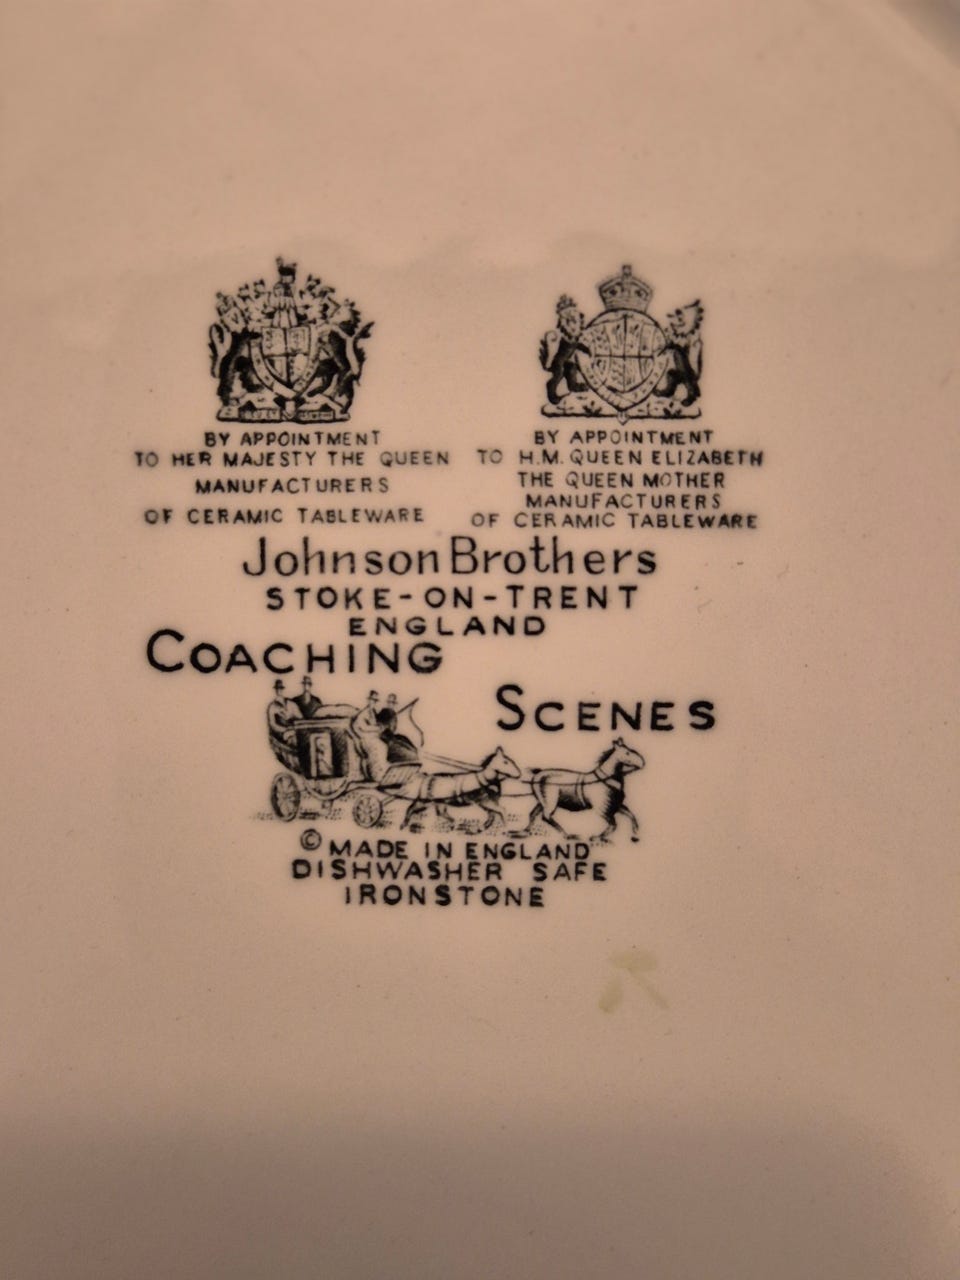 BY APPOINTMENT
TO HER MAJESTY THE QUEEN
MANUFACTURERS
OF CERAMIC TABLEWARE
BY APPOINTMENT
TO H.M. QUEEN ELIZABETH
THE QUEEN MOTHER
MANUFACTURERS
OF CERAMIC TABLEWARE
Johnson Brothers
STOKE-ON-TRENT
ENGLAND
COACHING
SCENES
© MADE IN ENGLAND
DISHWASHER SAFE
IRONSTONE